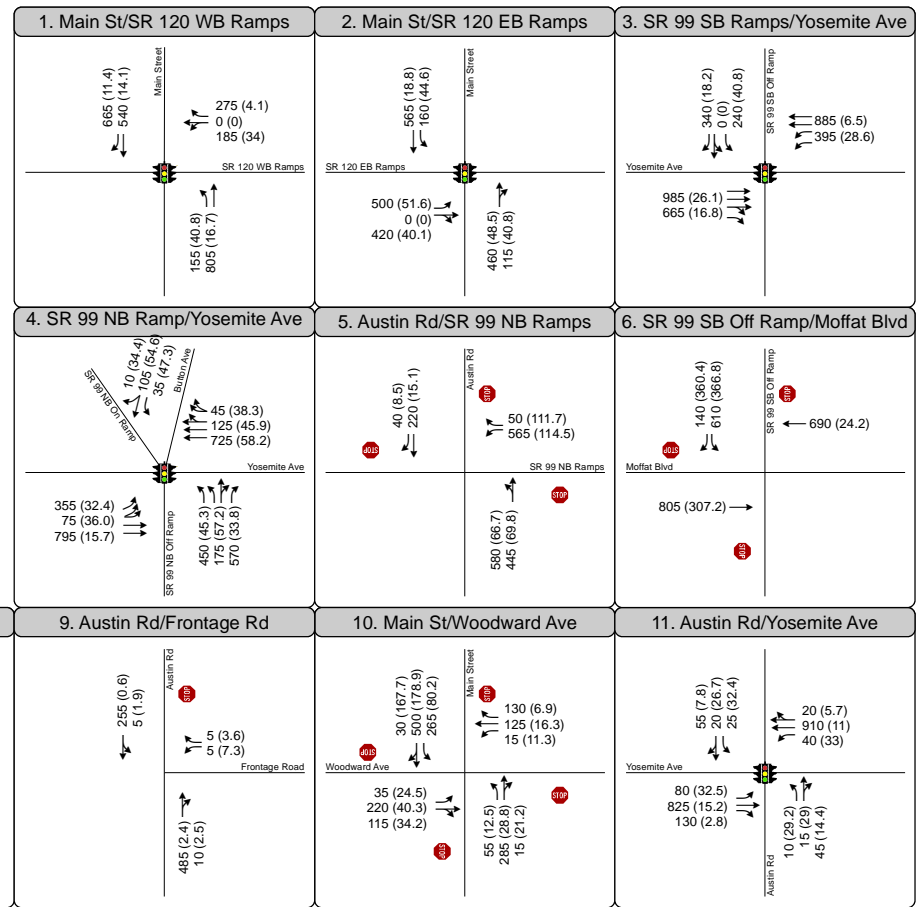 1. Main St/SR 120 WB Ramps
665 (11.4)
540 (14.1)
Main Street
275 (4.1)
0 (0)
185 (34)
SR 120 WB Ramps
155 (40.8)
805 (16.7)
2. Main St/SR 120 EB Ramps
565 (18.8)
160 (44.6)
Main Street
SR 120 EB Ramps
500 (51.6)
0 (0)
420 (40.1)
460 (48.5)
115 (40.8)
3. SR 99 SB Ramps/Yosemite Ave
340 (18.2)
0 (0)
240 (40.8)
SR 99 SB Off Ramp
885 (6.5)
395 (28.6)
Yosemite Ave
985 (26.1)
665 (16.8)
4. SR 99 NB Ramp/Yosemite Ave
10 (34.4)
105 (54.6)
35 (47.3)
SR 99 NB On Ramp
Button Ave
45 (38.3)
125 (45.9)
725 (58.2)
Yosemite Ave
355 (32.4)
75 (36.0)
795 (15.7)
SR 99 NB Off Ramp
450 (45.3)
175 (57.2)
570 (33.8)
5. Austin Rd/SR 99 NB Ramps
40 (8.5)
220 (15.1)
Austin Rd
STOP
50 (111.7)
565 (114.5)
STOP
SR 99 NB Ramps
580 (66.7)
445 (69.8)
STOP
6. SR 99 SB Off Ramp/Moffat Blvd
140 (360.4)
610 (366.8)
SR 99 SB Off Ramp
STOP
690 (24.2)
STOP
Moffat Blvd
805 (307.2)
STOP
9. Austin Rd/Frontage Rd
255 (0.6)
5 (1.9)
Austin Rd
STOP
5 (3.6)
5 (7.3)
Frontage Road
485 (2.4)
10 (2.5)
10. Main St/Woodward Ave
30 (167.7)
500 (178.9)
265 (80.2)
Main Street
STOP
130 (6.9)
125 (16.3)
15 (11.3)
STOP
Woodward Ave
35 (24.5)
220 (40.3)
115 (34.2)
55 (12.5)
285 (28.8)
15 (21.2)
STOP
STOP
11. Austin Rd/Yosemite Ave
55 (7.8)
20 (26.7)
25 (32.4)
20 (5.7)
910 (11)
40 (33)
Yosemite Ave
80 (32.5)
825 (15.2)
130 (2.8)
10 (29.2)
15 (29)
45 (14.4)
Austin Rd